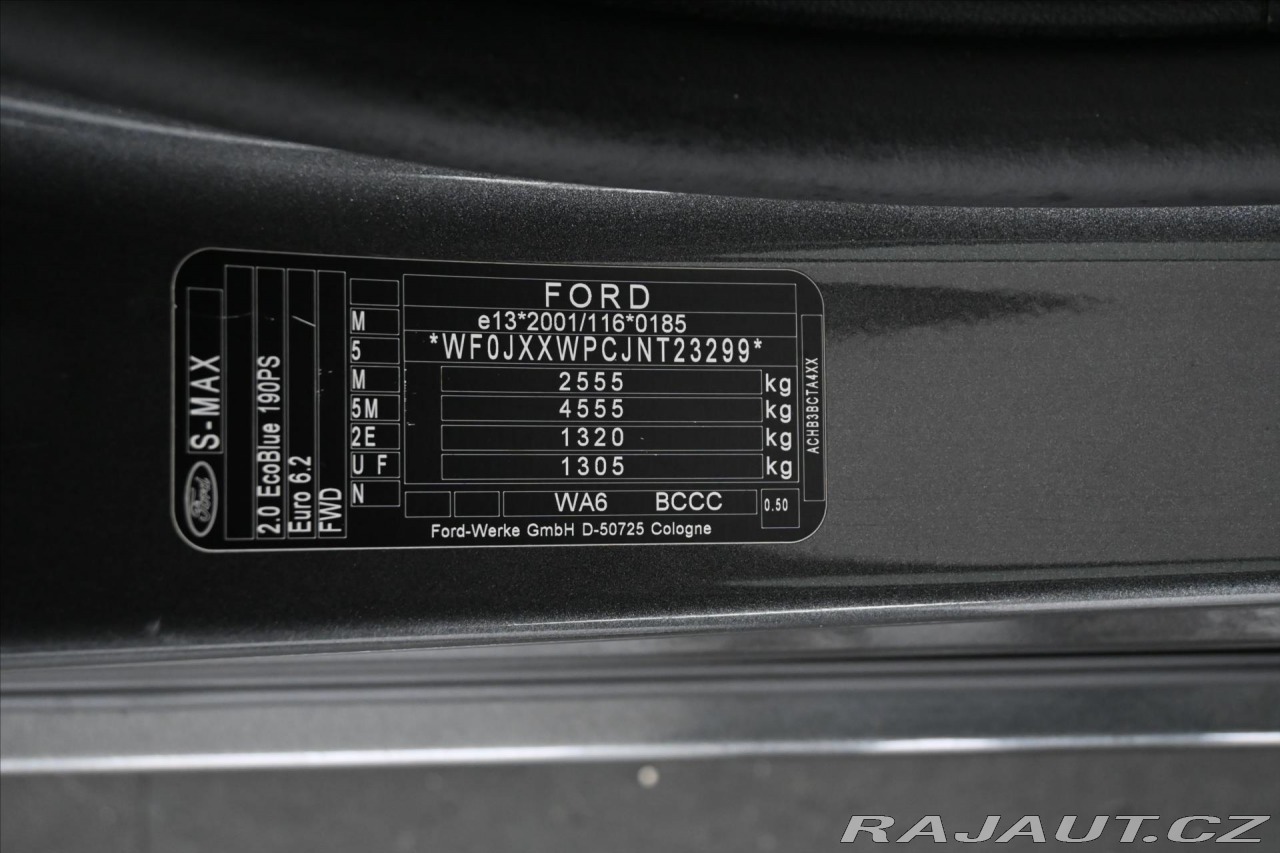 FORD
e13*2001/116*0185
*WF0JXXWPCJNT23299*
2555 kg
4555 kg
1320 kg
1305 kg
WA6 BCCC 0.50
Ford-Werke GmbH D-50725 Cologne
M
5
M
5M
2E
U F
N
S-MAX
Ford
2.0 EcoBlue 190PS
Euro 6.2
FWD
ACHB3BCTA4XX
RAJAUT.CZ